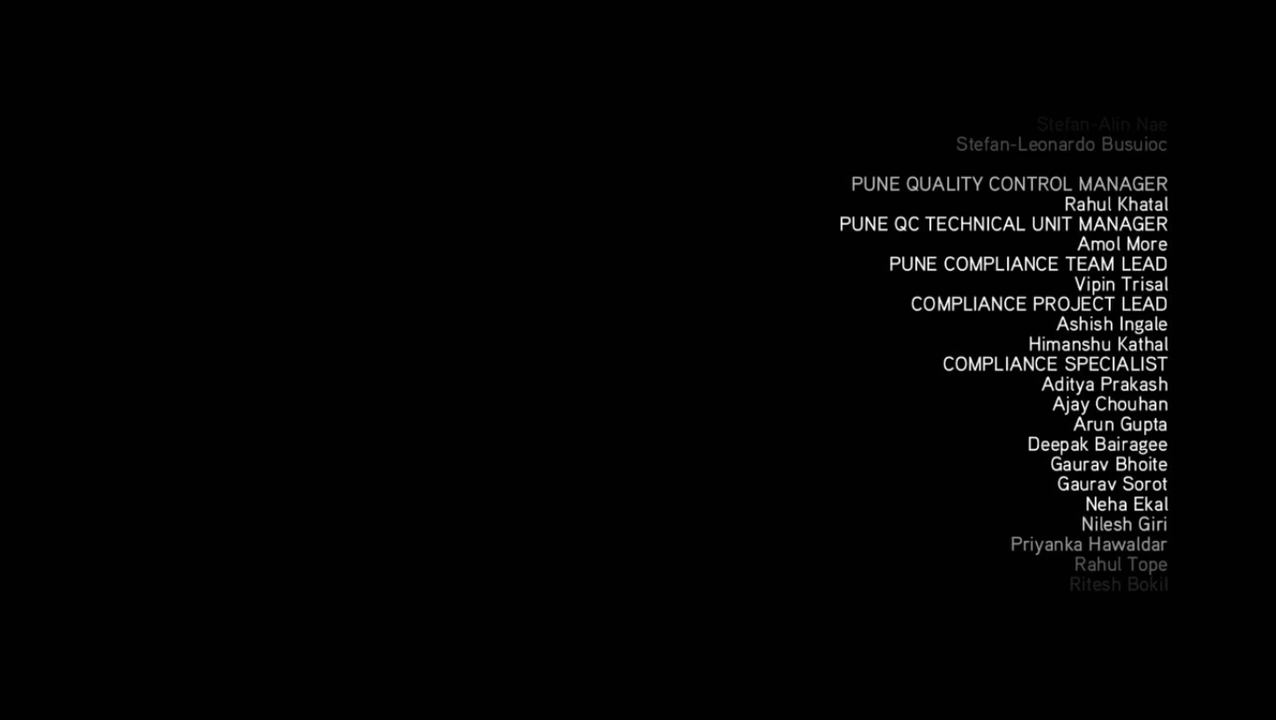 Stefan-Alin Nae
Stefan-Leonardo Busuioc
PUNE QUALITY CONTROL MANAGER
Rahul Khatal
PUNE QC TECHNICAL UNIT MANAGER
Amol More
PUNE COMPLIANCE TEAM LEAD
Vipin Trisal
COMPLIANCE PROJECT LEAD
Ashish Ingale
Himanshu Kathal
COMPLIANCE SPECIALIST
Aditya Prakash
Ajay Chouhan
Arun Gupta
Deepak Bairagee
Gaurav Bhoite
Gaurav Sorot
Neha Ekal
Nilesh Giri
Priyanka Hawaldar
Rahul Tope
Ritesh Bokil